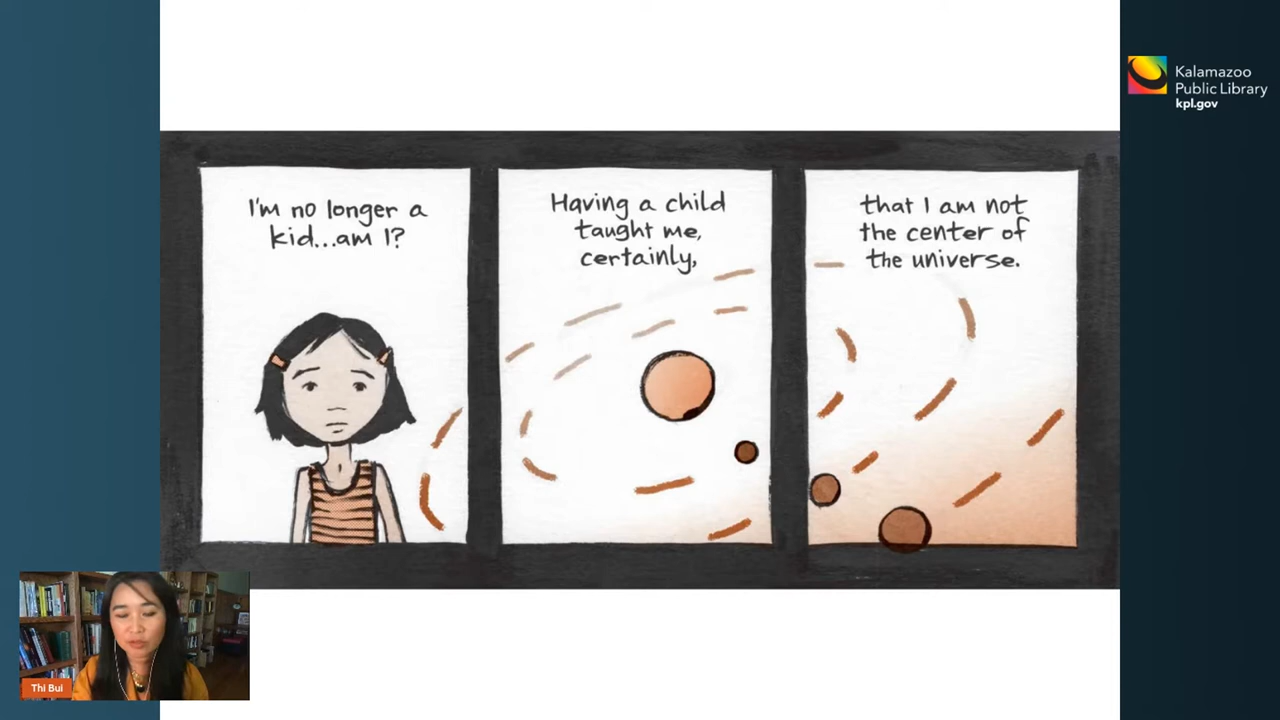 Kalamazoo
Public Library
kpl.gov
I'm no longer a
kid...am I?
Having a child
taught me,
certainly,
that I am not
the center of
the universe.
Thi Bui